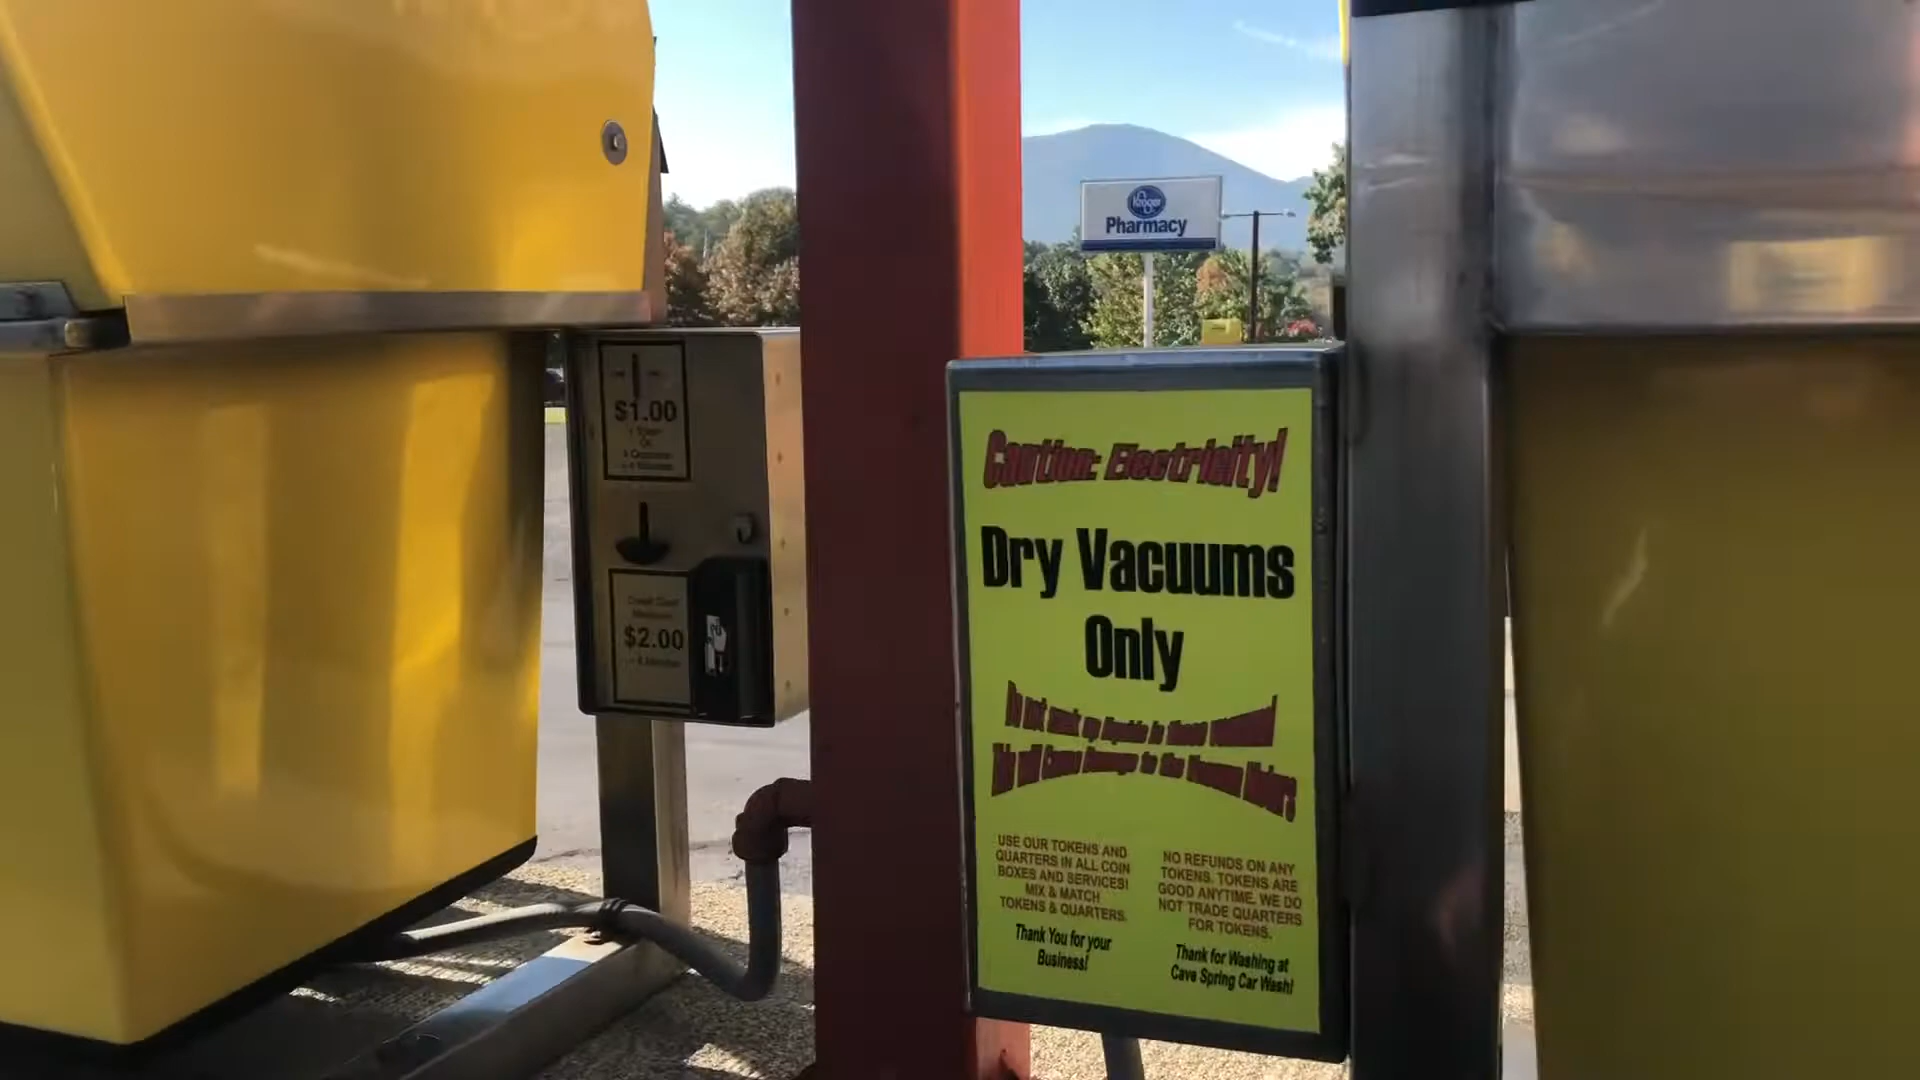 Kroger
Pharmacy
$1.00
$2.00
Caution: Electricity!
Dry Vacuums
Only
USE OUR TOKENS AND
QUARTERS IN ALL COIN
BOXES AND SERVICES!
MIX & MATCH
TOKENS & QUARTERS.
Thank You for your
Business!
NO REFUNDS ON ANY
TOKENS. TOKENS ARE
GOOD ANYTIME. WE DO
NOT TRADE QUARTERS
FOR TOKENS.
Thank for Washing at
Cave Spring Car Wash!